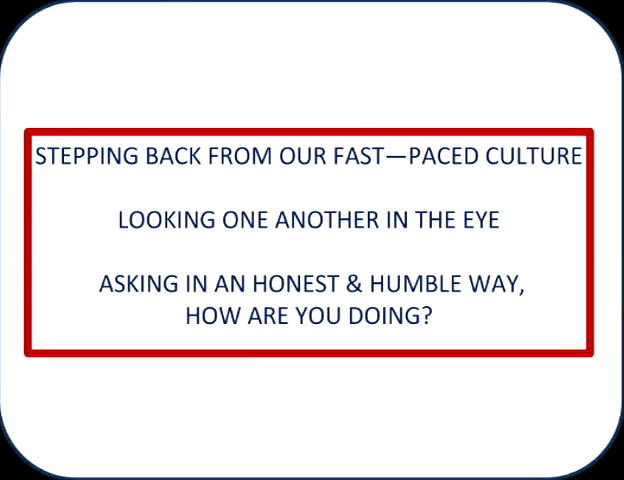 STEPPING BACK FROM OUR FAST—PACED CULTURE
LOOKING ONE ANOTHER IN THE EYE
ASKING IN AN HONEST & HUMBLE WAY,
HOW ARE YOU DOING?